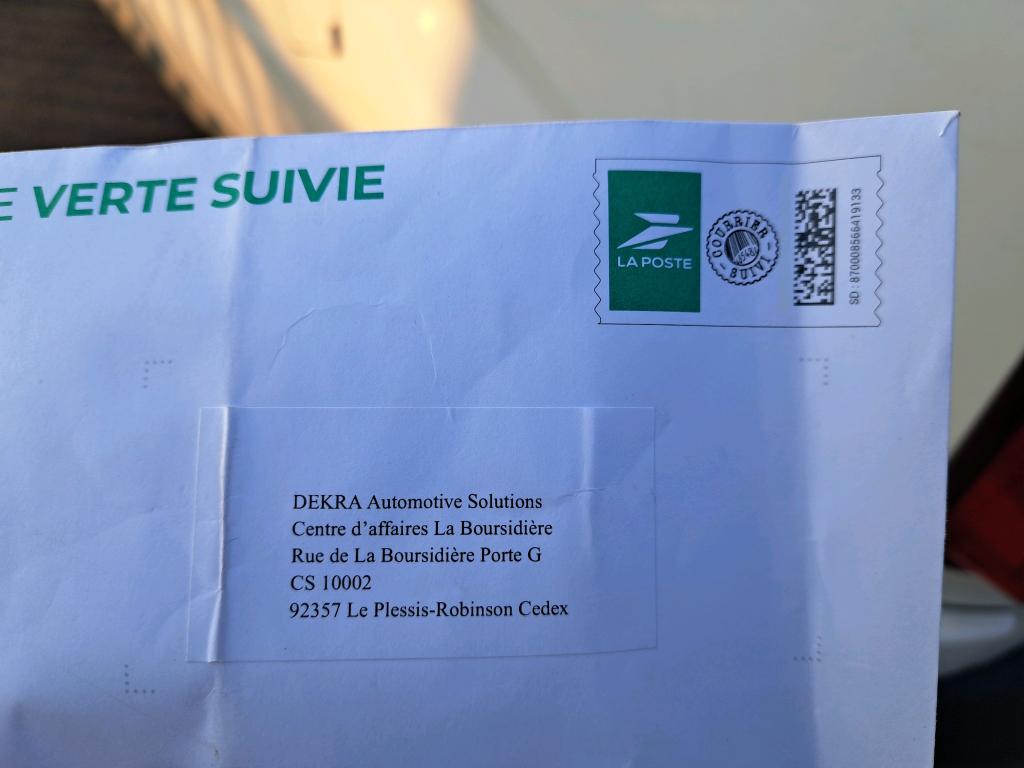 E VERTE SUIVIE
LA POSTE
COURRIER SUIVI
SD : 870008566419133
DEKRA Automotive Solutions
Centre d’affaires La Boursidière
Rue de La Boursidière Porte G
CS 10002
92357 Le Plessis-Robinson Cedex